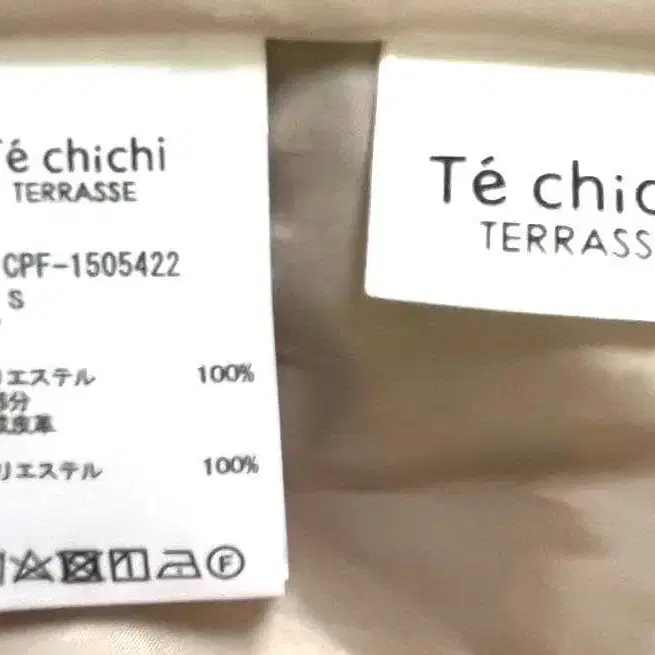 Té chichi
TERRASSE
CPF-1505422
S
リエステル 100%
部分
成皮革
リエステル 100%
F
Té chic
TERRASS